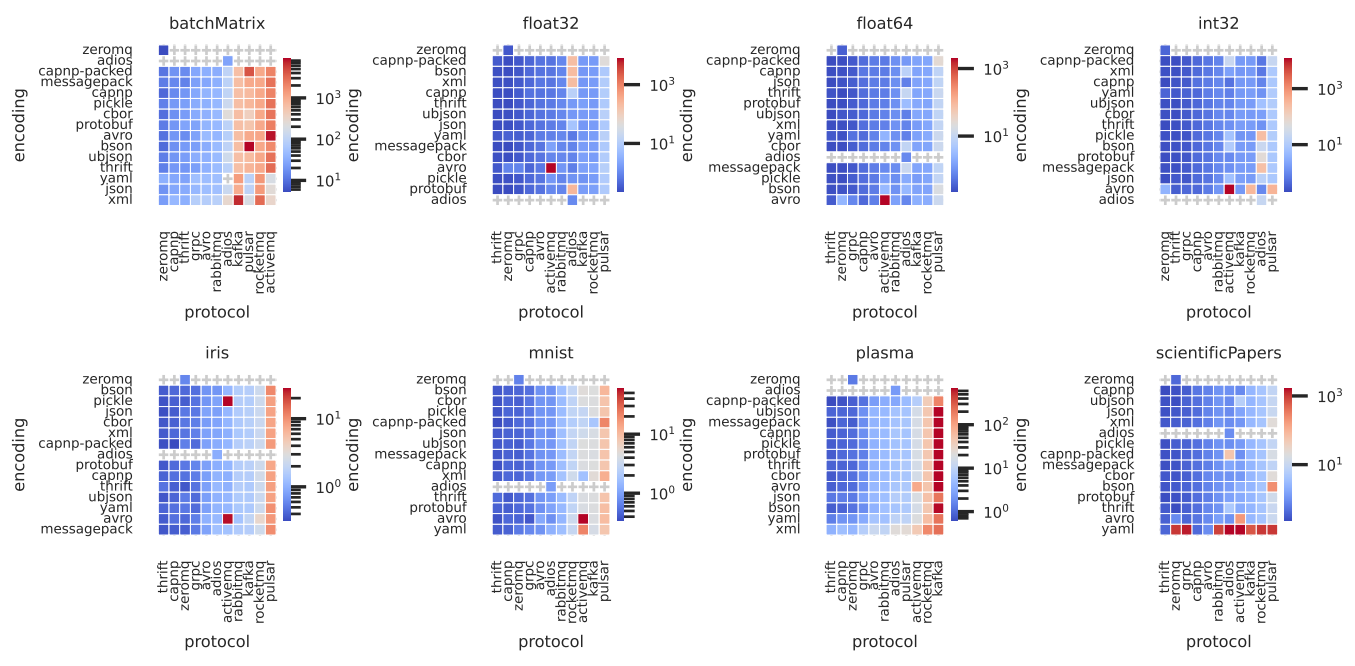 batchMatrix
encoding
zeromq
adios
capnp-packed
messagepack
capnp
pickle
cbor
protobuf
avro
bson
ubjson
thrift
yaml
json
xml
10³
10²
10¹
zeromq
capnp
thrift
grpc
avro
rabbitmq
adios
kafka
pulsar
rocketmq
activemq
protocol
float32
encoding
zeromq
capnp-packed
bson
xml
capnp
thrift
ubjson
json
yaml
messagepack
cbor
avro
pickle
protobuf
adios
10³
10¹
thrift
zeromq
grpc
capnp
avro
activemq
rabbitmq
adios
kafka
rocketmq
pulsar
protocol
float64
encoding
zeromq
capnp-packed
capnp
json
thrift
protobuf
ubjson
xml
yaml
cbor
adios
messagepack
pickle
bson
avro
10³
10¹
thrift
zeromq
grpc
capnp
avro
activemq
rabbitmq
adios
kafka
rocketmq
pulsar
protocol
int32
encoding
zeromq
capnp-packed
xml
capnp
yaml
ubjson
cbor
thrift
pickle
bson
protobuf
messagepack
json
avro
adios
10³
10¹
zeromq
thrift
grpc
capnp
avro
rabbitmq
activemq
kafka
rocketmq
adios
pulsar
protocol
iris
encoding
zeromq
bson
pickle
json
cbor
xml
capnp-packed
adios
protobuf
capnp
thrift
ubjson
yaml
avro
messagepack
10¹
10⁰
thrift
capnp
zeromq
grpc
avro
adios
activemq
rabbitmq
kafka
rocketmq
pulsar
protocol
mnist
encoding
zeromq
bson
cbor
pickle
capnp-packed
json
ubjson
messagepack
capnp
xml
adios
thrift
protobuf
avro
yaml
10¹
10⁰
thrift
capnp
zeromq
grpc
avro
adios
rabbitmq
rocketmq
activemq
kafka
pulsar
protocol
plasma
encoding
zeromq
adios
capnp-packed
ubjson
messagepack
capnp
pickle
protobuf
thrift
cbor
avro
json
bson
yaml
xml
10²
10¹
10⁰
thrift
capnp
zeromq
grpc
avro
adios
rabbitmq
pulsar
activemq
rocketmq
kafka
protocol
scientificPapers
encoding
zeromq
capnp
ubjson
json
xml
adios
pickle
capnp-packed
messagepack
cbor
bson
protobuf
thrift
avro
yaml
10³
10¹
thrift
zeromq
grpc
capnp
avro
rabbitmq
adios
activemq
kafka
rocketmq
pulsar
protocol